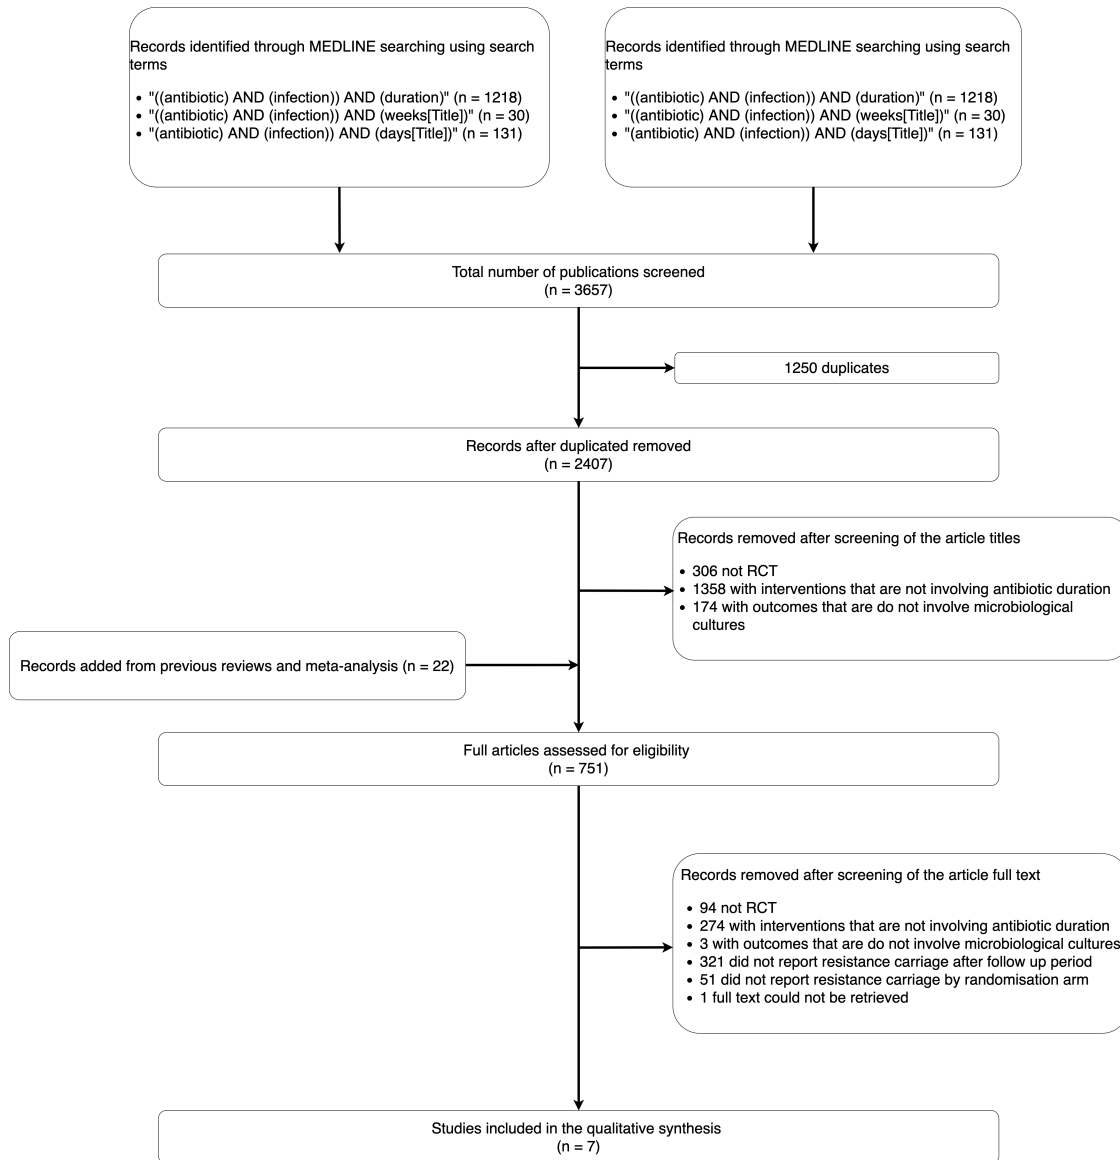 Records identified through MEDLINE searching using search
terms
• "((antibiotic) AND (infection)) AND (duration)" (n = 1218)
• "((antibiotic) AND (infection)) AND (weeks[Title])" (n = 30)
• "(antibiotic) AND (infection)) AND (days[Title])" (n = 131)
Records identified through MEDLINE searching using search
terms
• "((antibiotic) AND (infection)) AND (duration)" (n = 1218)
• "((antibiotic) AND (infection)) AND (weeks[Title])" (n = 30)
• "(antibiotic) AND (infection)) AND (days[Title])" (n = 131)
Total number of publications screened
(n = 3657)
1250 duplicates
Records after duplicated removed
(n = 2407)
Records removed after screening of the article titles
• 306 not RCT
• 1358 with interventions that are not involving antibiotic duration
• 174 with outcomes that are do not involve microbiological
cultures
Records added from previous reviews and meta-analysis (n = 22)
Full articles assessed for eligibility
(n = 751)
Records removed after screening of the article full text
• 94 not RCT
• 274 with interventions that are not involving antibiotic duration
• 3 with outcomes that are do not involve microbiological cultures
• 321 did not report resistance carriage after follow up period
• 51 did not report resistance carriage by randomisation arm
• 1 full text could not be retrieved
Studies included in the qualitative synthesis
(n = 7)